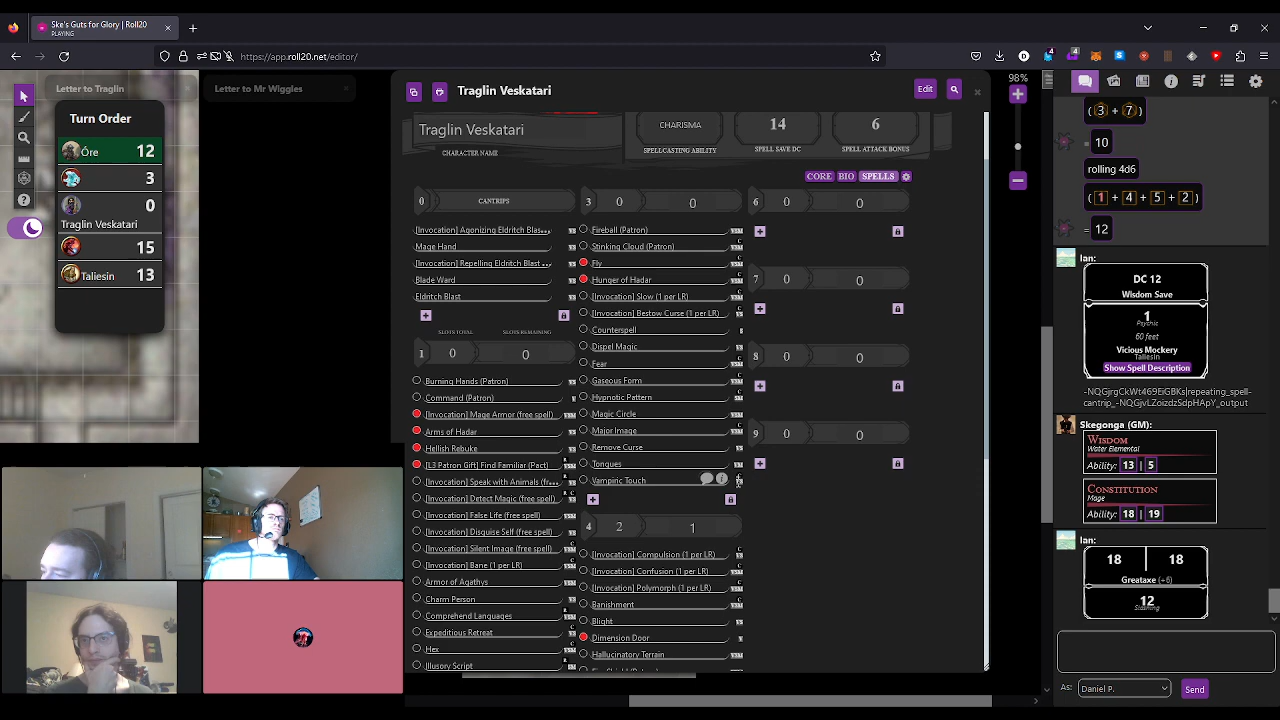 Ske's Guts for Glory | Roll20
PLAYING
https://app.roll20.net/editor/
Letter to Traglin
Letter to Mr Wiggles
Turn Order
Óre 12
3
0
Traglin Veskatari
15
Taliesin 13
Traglin Veskatari
Edit
98%
Traglin Veskatari
CHARACTER NAME
CHARISMA
SPELLCASTING ABILITY
14
SPELL SAVE DC
6
SPELL ATTACK BONUS
CORE BIO SPELLS
0 CANTRIPS
[Invocation] Agonizing Eldritch Blas...
Mage Hand
[Invocation] Repelling Eldritch Blast ...
Blade Ward
Eldritch Blast
SLOTS TOTAL SLOTS REMAINING
1 0 0
Burning Hands (Patron)
Command (Patron)
[Invocation] Mage Armor (free spell)
Arms of Hadar
Hellish Rebuke
[L3 Patron Gift] Find Familiar (Pact)
[Invocation] Speak with Animals (fr...
[Invocation] Detect Magic (free spell)
[Invocation] False Life (free spell)
[Invocation] Disguise Self (free spell)
[Invocation] Silent Image (free spell)
[Invocation] Bane (1 per LR)
Armor of Agathys
Charm Person
Comprehend Languages
Expeditious Retreat
Hex
Illusory Script
3 0 0
Fireball (Patron)
Stinking Cloud (Patron)
Fly
Hunger of Hadar
[Invocation] Slow (1 per LR)
[Invocation] Bestow Curse (1 per LR)
Counterspell
Dispel Magic
Fear
Gaseous Form
Hypnotic Pattern
Magic Circle
Major Image
Remove Curse
Tongues
Vampiric Touch
4 2 1
[Invocation] Compulsion (1 per LR)
[Invocation] Confusion (1 per LR)
[Invocation] Polymorph (1 per LR)
Banishment
Blight
Dimension Door
Hallucinatory Terrain
6 0 0
7 0 0
8 0 0
9 0 0
(3 + 7)
= 10
rolling 4d6
(1 + 4 + 5 + 2)
= 12
Ian:
DC 12
Wisdom Save
1
Psychic
60 feet
Vicious Mockery
Taliesin
Show Spell Description
Skegonga (GM):
WISDOM
Water Elemental
Ability: 13 | 5
CONSTITUTION
Mage
Ability: 18 | 19
Ian:
18 18
Greataxe (+6)
12
Slashing
As: Daniel P. Send